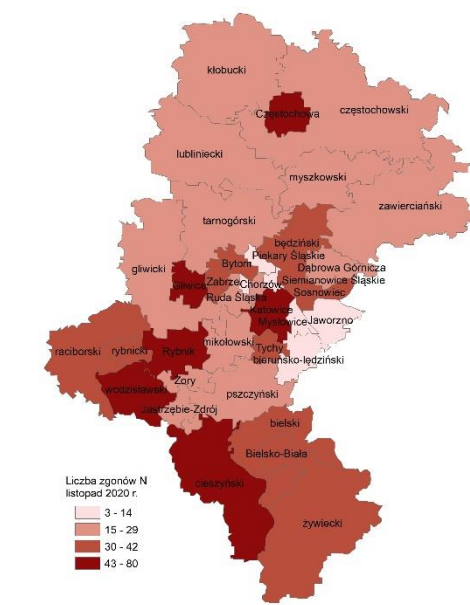 kłobucki
Częstochowa
częstochowski
lubliniecki
myszkowski
zawierciański
tarnogórski
będziński
Piekary Śląskie
Bytom
gliwicki
Dąbrowa Górnicza
Zabrze
Chorzów
Siemianowice Śląskie
Gliwice
Sosnowiec
Ruda Śląska
Katowice
Mysłowice
Jaworzno
mikołowski
Tychy
raciborski
rybnicki
Rybnik
bieruńsko-lędziński
Żory
wodzisławski
pszczyński
Jastrzębie-Zdrój
bielski
Bielsko-Biała
cieszyński
żywiecki
Liczba zgonów N
listopad 2020 r.
3 - 14
15 - 29
30 - 42
43 - 80